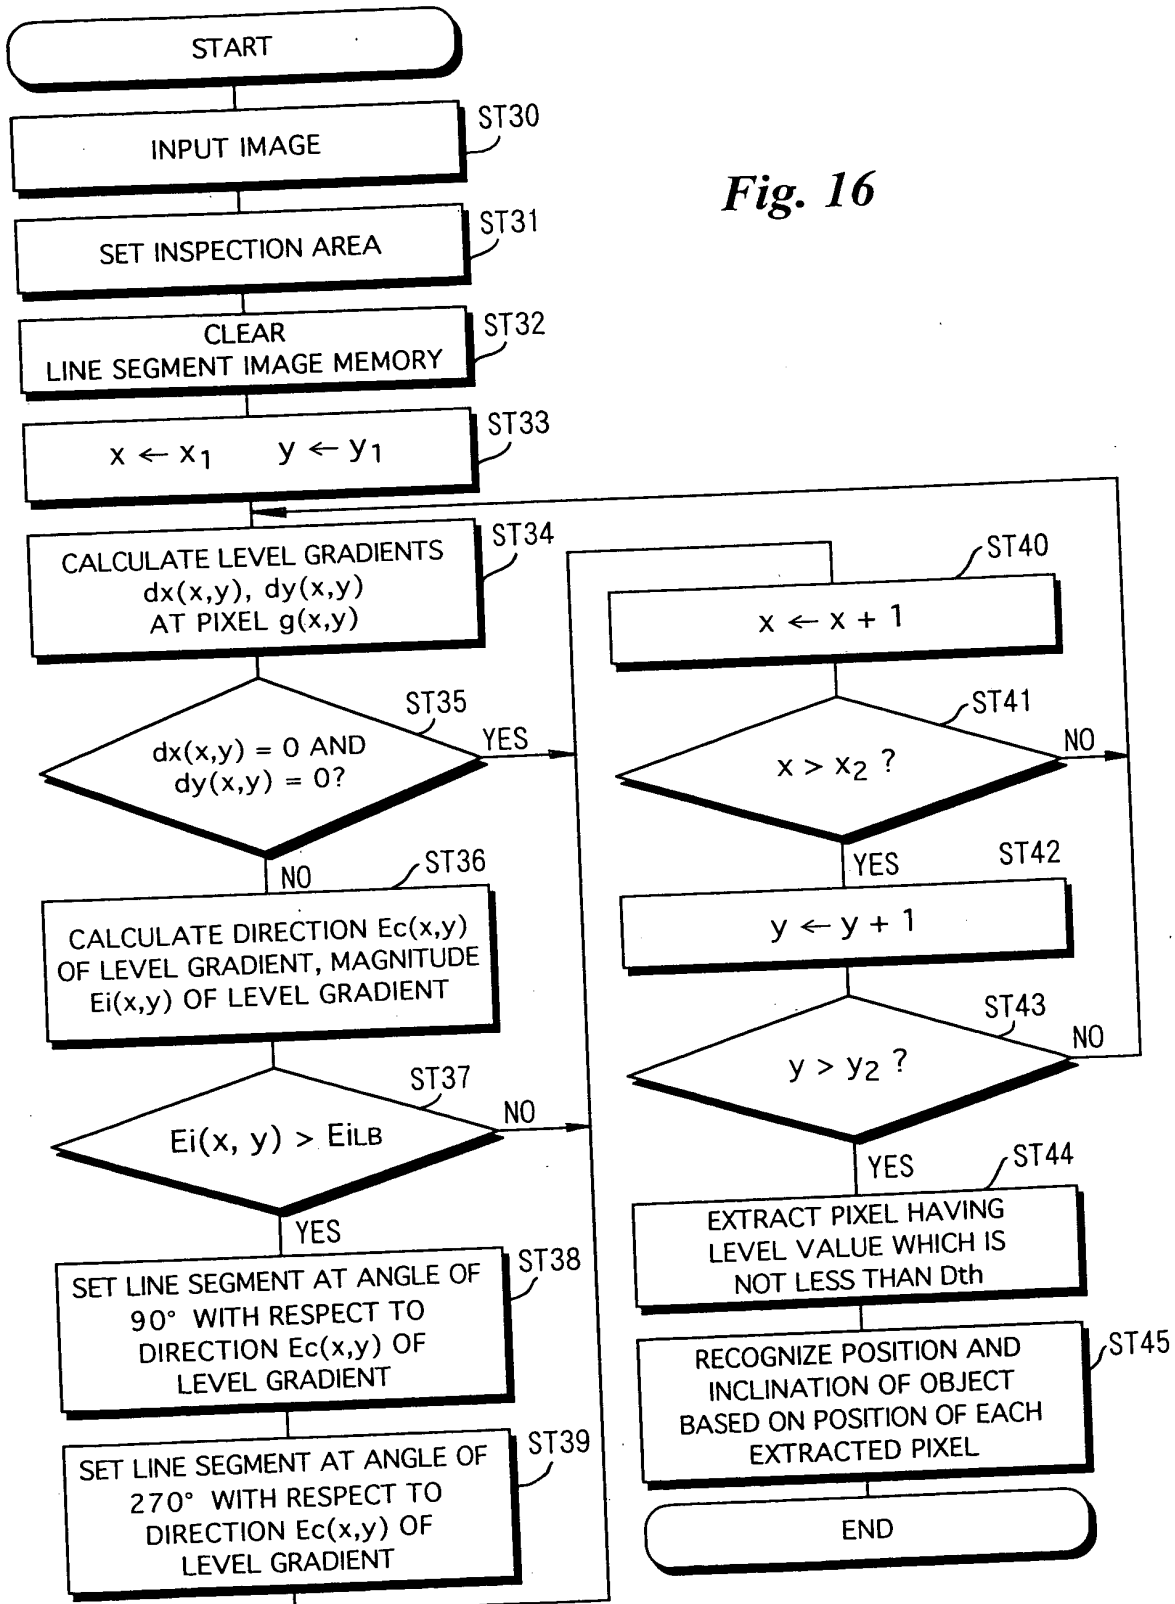 START
INPUT IMAGE
ST30
Fig. 16
SET INSPECTION AREA
ST31
CLEAR
LINE SEGMENT IMAGE MEMORY
ST32
x ← x1 y ← y1
ST33
CALCULATE LEVEL GRADIENTS
dx(x,y), dy(x,y)
AT PIXEL g(x,y)
ST34
dx(x,y) = 0 AND
dy(x,y) = 0?
ST35
YES
NO
CALCULATE DIRECTION Ec(x,y)
OF LEVEL GRADIENT, MAGNITUDE
Ei(x,y) OF LEVEL GRADIENT
ST36
Ei(x, y) > EiLB
ST37
NO
YES
SET LINE SEGMENT AT ANGLE OF
90° WITH RESPECT TO
DIRECTION Ec(x,y) OF
LEVEL GRADIENT
ST38
SET LINE SEGMENT AT ANGLE OF
270° WITH RESPECT TO
DIRECTION Ec(x,y) OF
LEVEL GRADIENT
ST39
x ← x + 1
ST40
x > x2 ?
ST41
NO
YES
y ← y + 1
ST42
y > y2 ?
ST43
NO
YES
EXTRACT PIXEL HAVING
LEVEL VALUE WHICH IS
NOT LESS THAN Dth
ST44
RECOGNIZE POSITION AND
INCLINATION OF OBJECT
BASED ON POSITION OF EACH
EXTRACTED PIXEL
ST45
END